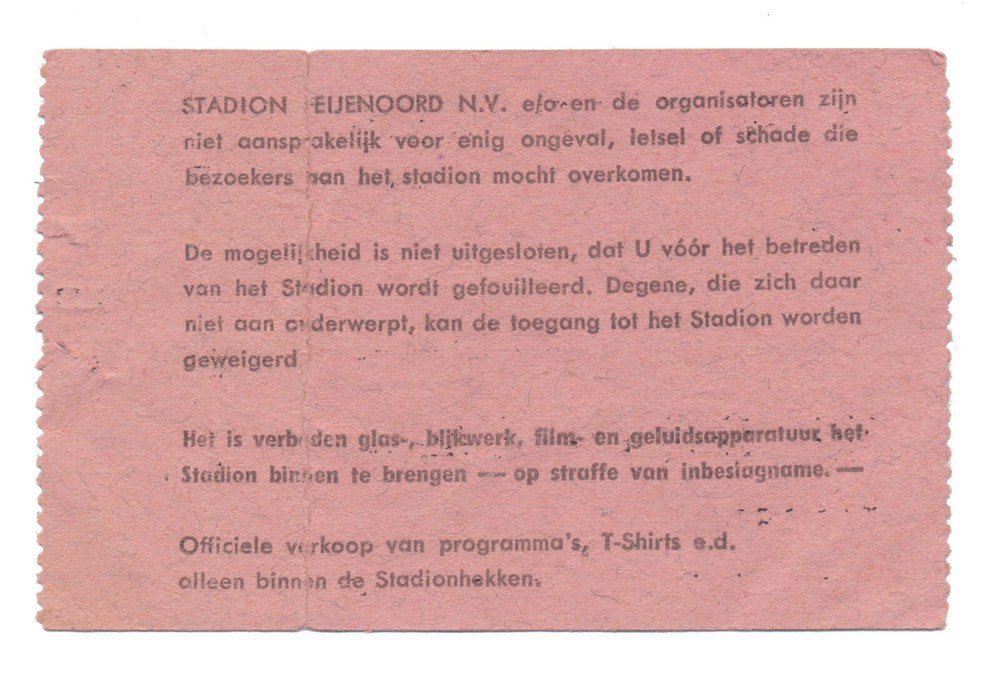 STADION FEIJENOORD N.V. e/o en de organisatoren zijn
niet aansprakelijk voor enig ongeval, letsel of schade die
bezoekers aan het stadion mocht overkomen.
De mogelijkheid is niet uitgesloten, dat U vóór het betreden
van het Stadion wordt gefouilleerd. Degene, die zich daar
niet aan onderwerpt, kan de toegang tot het Stadion worden
geweigerd
Het is verboden glas-, blikwerk, film- en geluidsapparatuur het
Stadion binnen te brengen — op straffe van inbeslagname. —
Officiele verkoop van programma's, T-Shirts e.d.
alleen binnen de Stadionhekken.